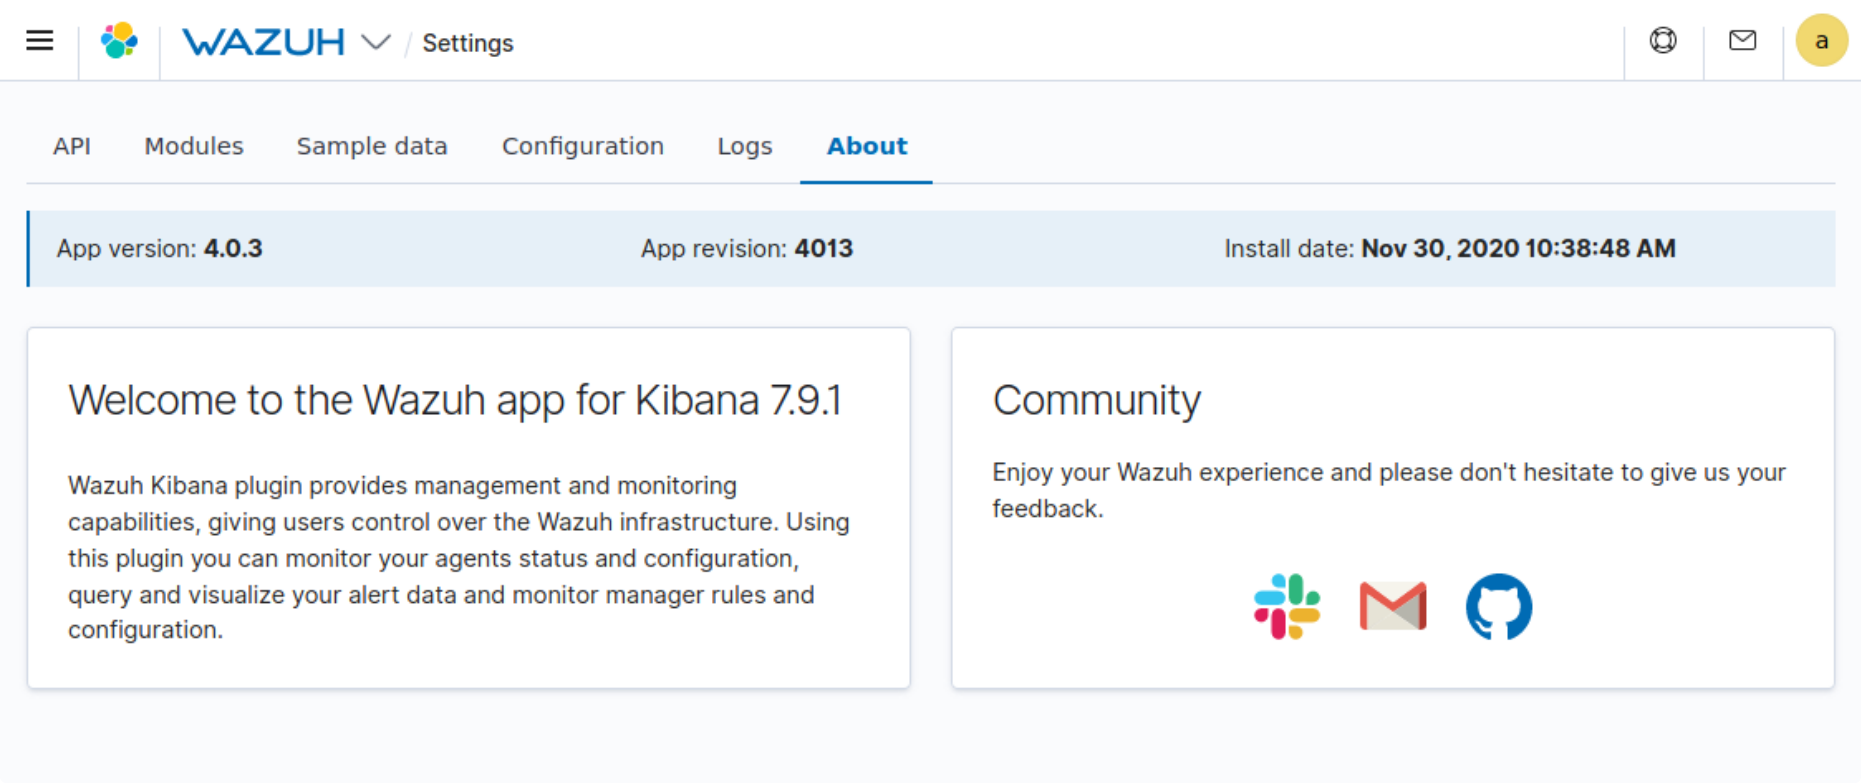 WAZUH / Settings a
API Modules Sample data Configuration Logs About
App version: 4.0.3 App revision: 4013 Install date: Nov 30, 2020 10:38:48 AM
Welcome to the Wazuh app for Kibana 7.9.1
Wazuh Kibana plugin provides management and monitoring
capabilities, giving users control over the Wazuh infrastructure. Using
this plugin you can monitor your agents status and configuration,
query and visualize your alert data and monitor manager rules and
configuration.
Community
Enjoy your Wazuh experience and please don't hesitate to give us your
feedback.